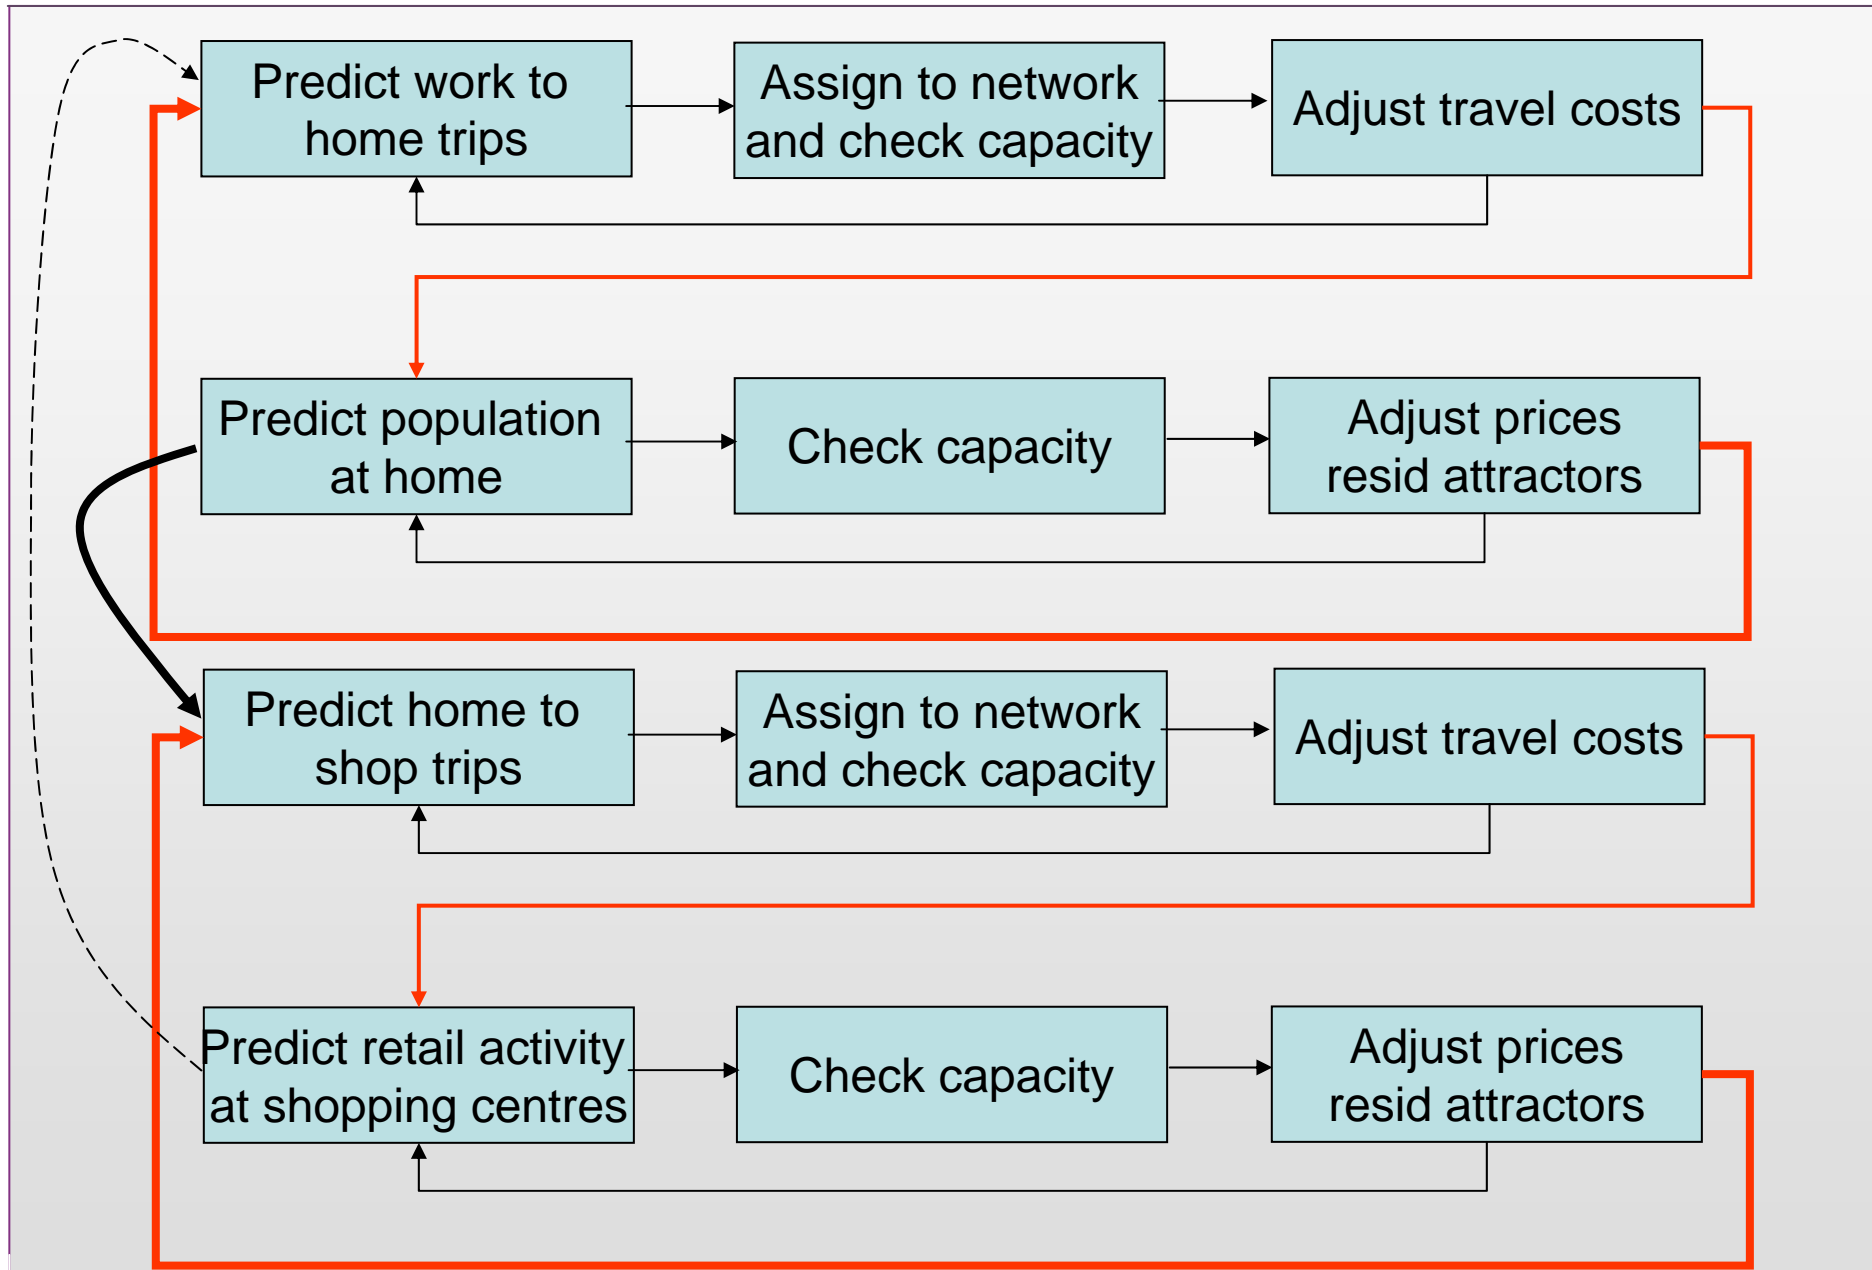 Predict work to
home trips
Assign to network
and check capacity
Adjust travel costs
Predict population
at home
Check capacity
Adjust prices
resid attractors
Predict home to
shop trips
Assign to network
and check capacity
Adjust travel costs
Predict retail activity
at shopping centres
Check capacity
Adjust prices
resid attractors